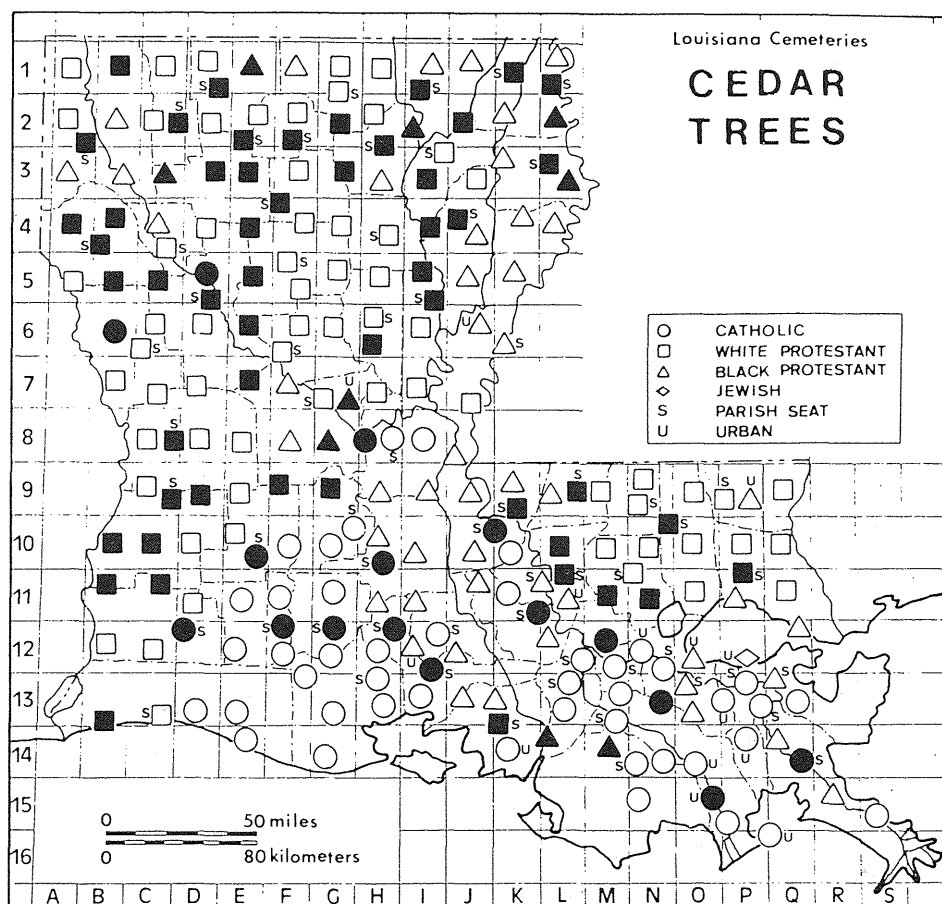 Louisiana Cemeteries
CEDAR
TREES
1 S S
S S S S
2 S S
S S S S
3 S S
S
4 S
S S
5 S
S S
6 S U
S S S
7 U
S
8 S
S
9 S S U
S S S
10 S S
S S
11 S S S S
S U
12 S S S U
U S S U
13 S S S S S
S S S P
14 S S
U S U U
15 U
S
16 U
○ CATHOLIC
□ WHITE PROTESTANT
△ BLACK PROTESTANT
◇ JEWISH
S PARISH SEAT
U URBAN
0 50 miles
0 80 kilometers
A B C D E F G H I J K L M N O P Q R S